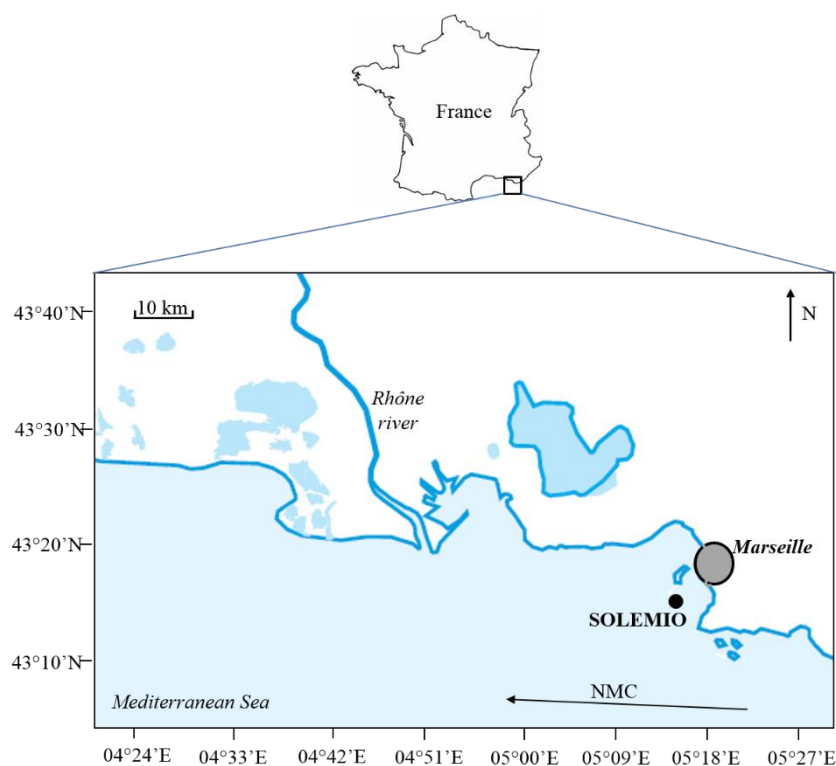 France
43°40’N
10 km
N
Rhône
river
43°30’N
43°20’N
Marseille
SOLEMIO
43°10’N
NMC
Mediterranean Sea
04°24’E 04°33’E 04°42’E 04°51’E 05°00’E 05°09’E 05°18’E 05°27’E